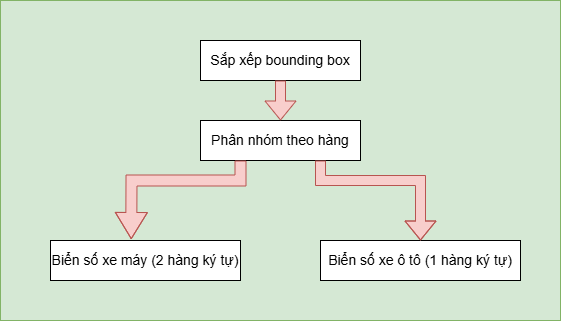 Sắp xếp bounding box
Phân nhóm theo hàng
Biển số xe máy (2 hàng ký tự)
Biển số xe ô tô (1 hàng ký tự)